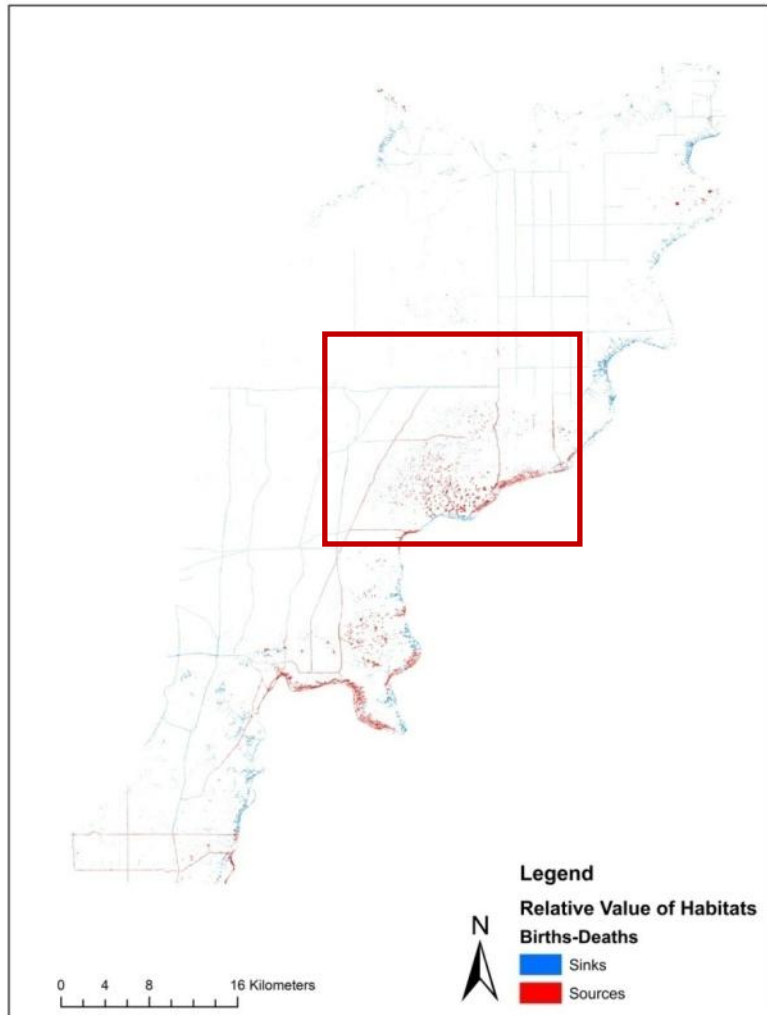 Legend
Relative Value of Habitats
Births-Deaths
Sinks
Sources
N
0 4 8 16 Kilometers